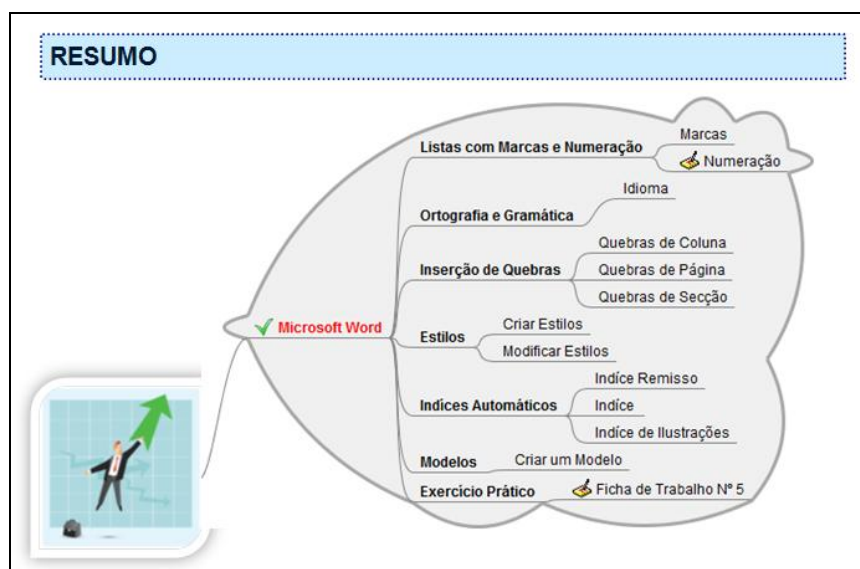 RESUMO
Listas com Marcas e Numeração
Marcas
Numeração
Ortografia e Gramática
Idioma
Inserção de Quebras
Quebras de Coluna
Quebras de Página
Quebras de Secção
Microsoft Word
Estilos
Criar Estilos
Modificar Estilos
Indíces Automáticos
Indíce Remisso
Indíce
Indíce de Ilustrações
Modelos
Criar um Modelo
Exercício Prático
Ficha de Trabalho Nº 5